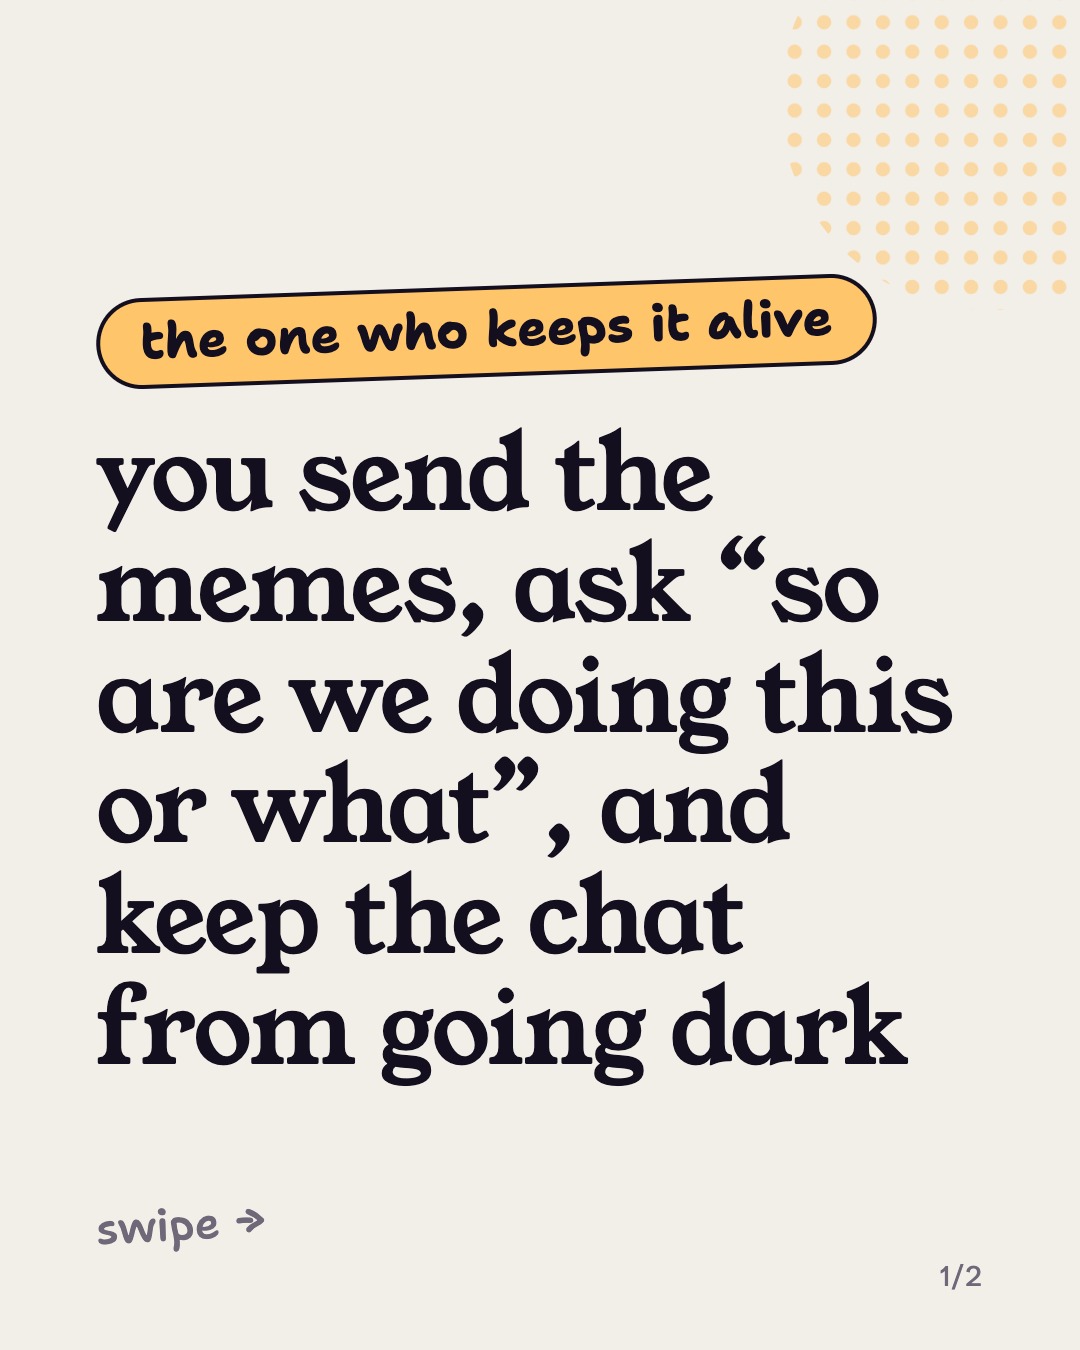 the one who keeps it alive
you send the
memes, ask “so
are we doing this
or what”, and
keep the chat
from going dark
swipe →
1/2